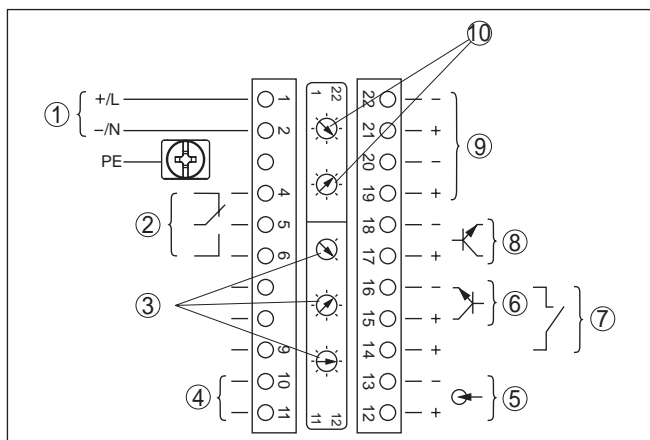 10
1 +/L 1 1 22 22 −
−/N 2 21 + 9
PE 20 −
4 19 +
2 5 18 − 8
6 17 +
3 16 − 6 7
15 +
9 14 +
4 10 13 − 5
11 11 12 12 +